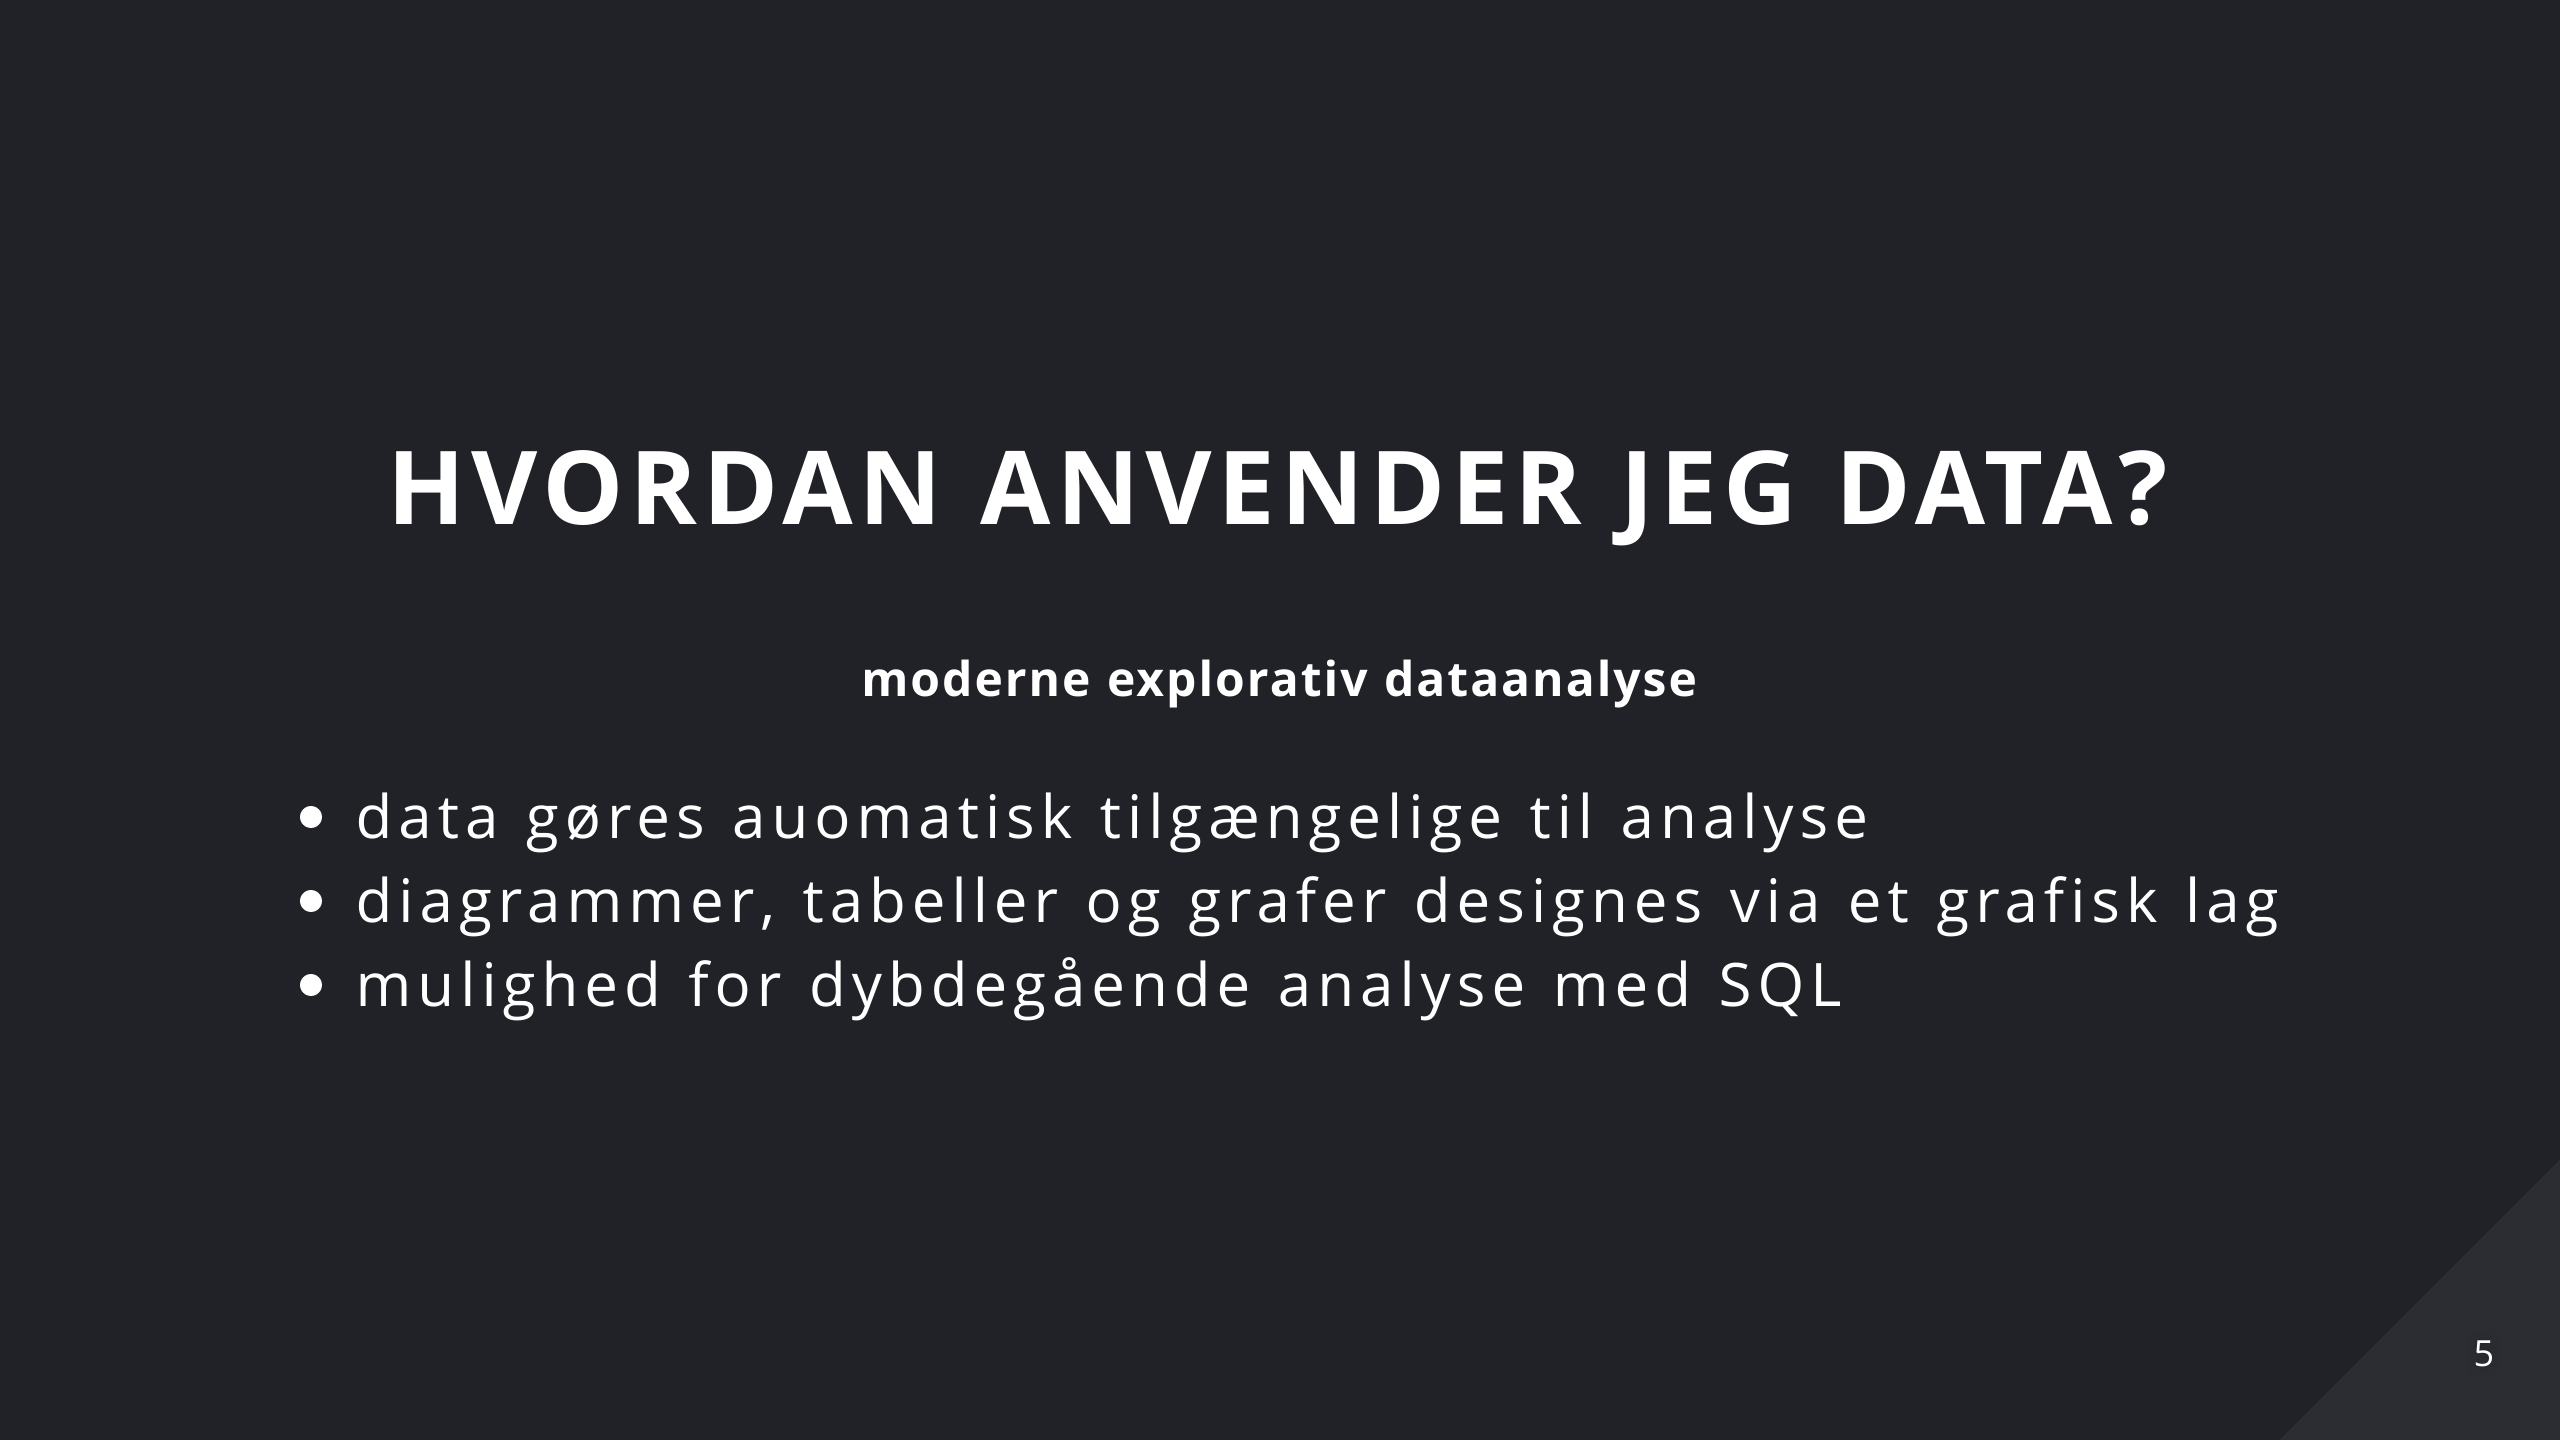 HVORDAN ANVENDER JEG DATA?
moderne explorativ dataanalyse
• data gøres auomatisk tilgængelige til analyse
• diagrammer, tabeller og grafer designes via et grafisk lag
• mulighed for dybdegående analyse med SQL
5